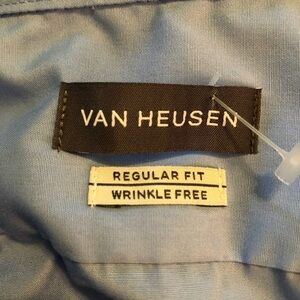 VAN HEUSEN
REGULAR FIT
WRINKLE FREE